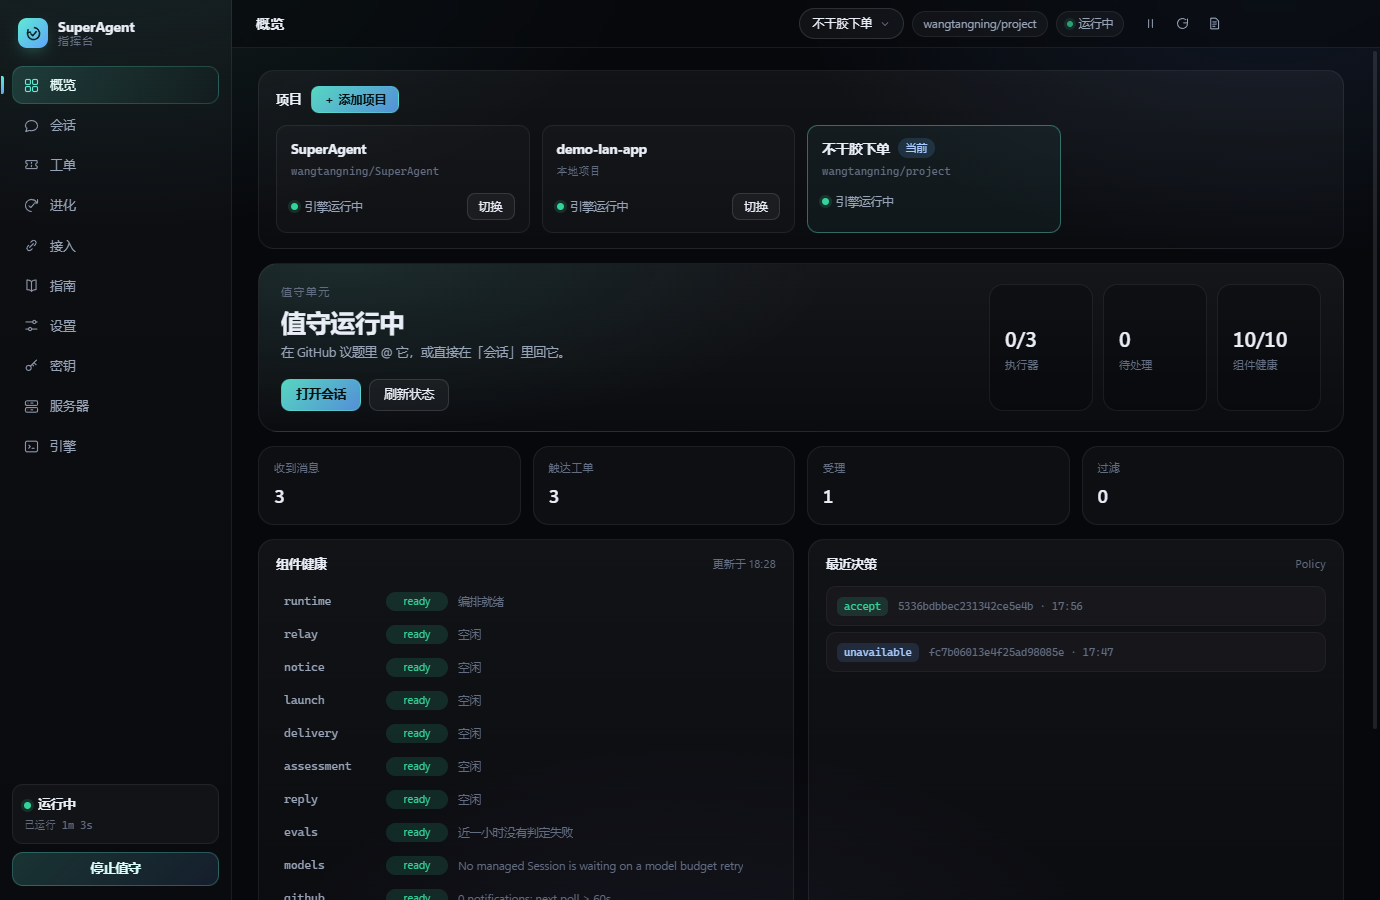 SuperAgent
指挥台
概览
会话
工单
进化
接入
指南
设置
密钥
服务器
引擎
运行中
已运行 1m 3s
停止值守
概览
不干胶下单
wangtangning/project
运行中
项目
+ 添加项目
SuperAgent
wangtangning/SuperAgent
引擎运行中
切换
demo-lan-app
本地项目
引擎运行中
切换
不干胶下单 当前
wangtangning/project
引擎运行中
值守单元
值守运行中
在 GitHub 议题里 @ 它，或直接在「会话」里回它。
打开会话
刷新状态
0/3
执行器
0
待处理
10/10
组件健康
收到消息
3
触达工单
3
受理
1
过滤
0
组件健康
更新于 18:28
runtime ready 编排就绪
relay ready 空闲
notice ready 空闲
launch ready 空闲
delivery ready 空闲
assessment ready 空闲
reply ready 空闲
evals ready 近一小时没有判定失败
models ready No managed Session is waiting on a model budget retry
github ready 0 notifications; next poll ≥ 60s
最近决策
Policy
accept 5336bdbbec231342ce5e4b · 17:56
unavailable fc7b06013e4f25ad98085e · 17:47